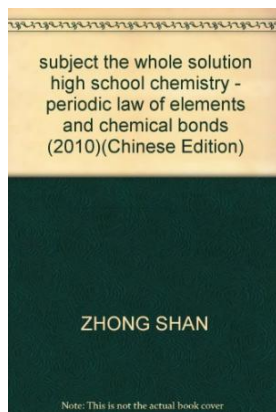 subject the whole solution
high school chemistry -
periodic law of elements
and chemical bonds
(2010)(Chinese Edition)
ZHONG SHAN
Note: This is not the actual book cover